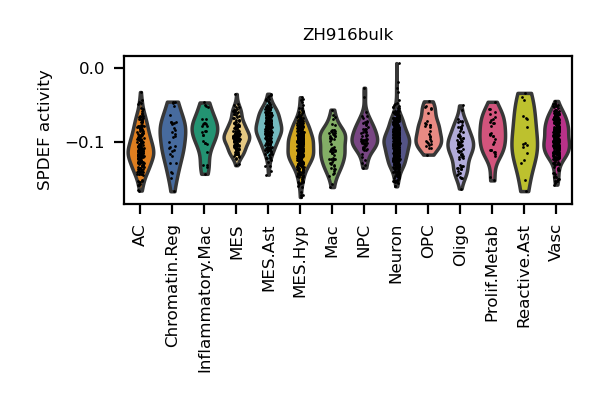 ZH916bulk
SPDEF activity
0.0
−0.1
AC
Chromatin.Reg
Inflammatory.Mac
MES
MES.Ast
MES.Hyp
Mac
NPC
Neuron
OPC
Oligo
Prolif.Metab
Reactive.Ast
Vasc